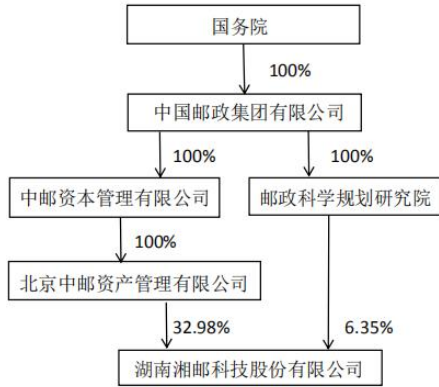 国务院
100%
中国邮政集团有限公司
100%
100%
中邮资本管理有限公司
邮政科学规划研究院
100%
北京中邮资产管理有限公司
32.98%
6.35%
湖南湘邮科技股份有限公司